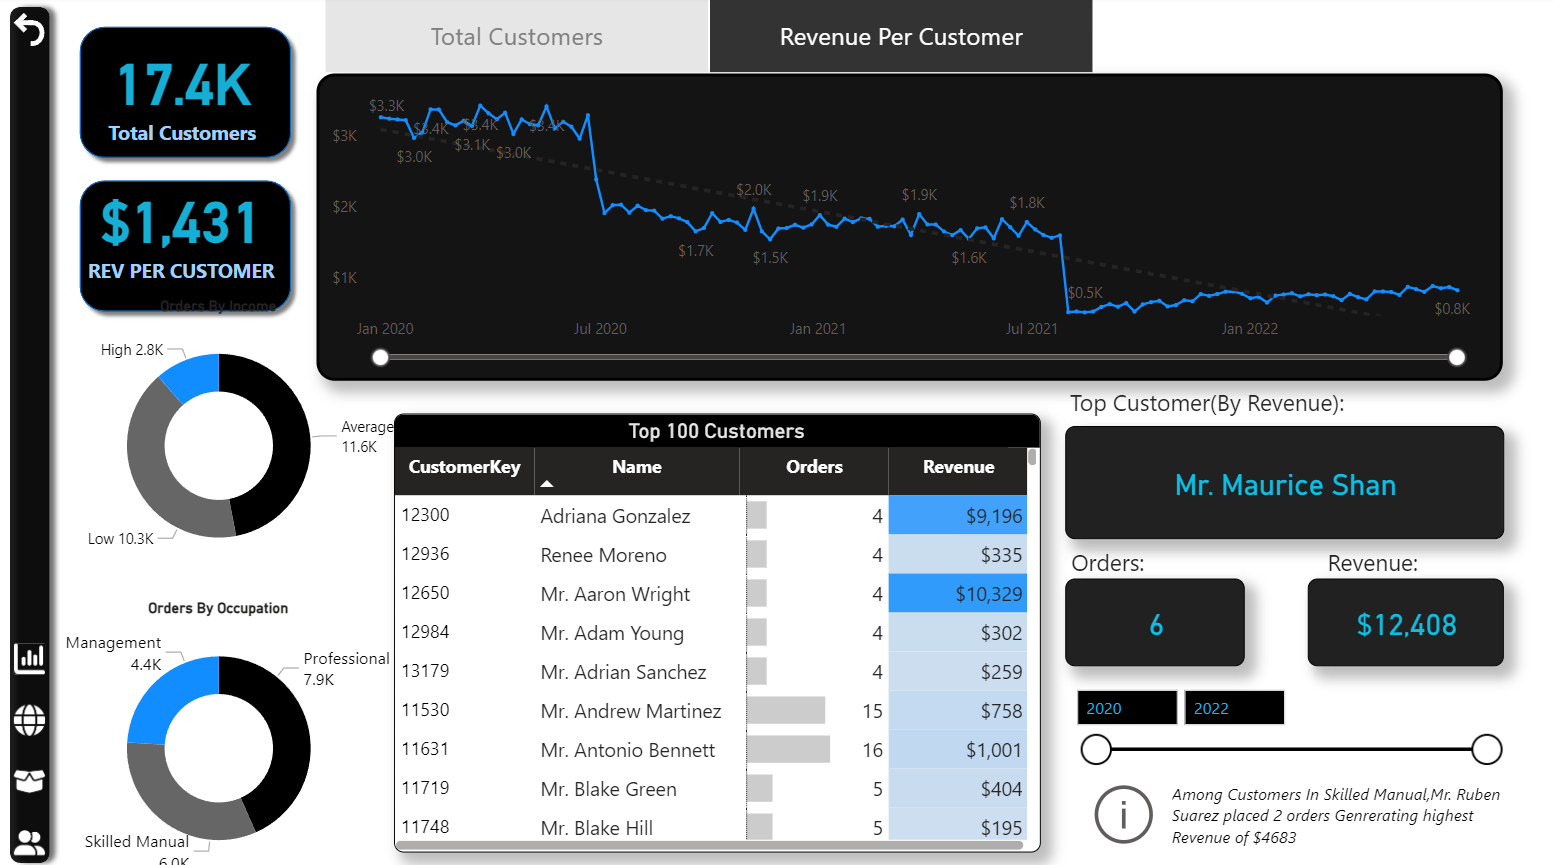 Total Customers
Revenue Per Customer
17.4K
Total Customers
$1,431
REV PER CUSTOMER
$3.3K
$3.4K
$3.4K
$3.4K
$3K
$3.1K
$3.0K
$3.0K
$2.0K
$1.9K
$1.9K
$1.8K
$2K
$1.7K
$1.5K
$1.6K
$1K
$0.5K
$0.8K
Jan 2020
Jul 2020
Jan 2021
Jul 2021
Jan 2022
Orders By Income
High 2.8K
Average
11.6K
Low 10.3K
Orders By Occupation
Management
4.4K
Professional
7.9K
Skilled Manual
6.0K
Top 100 Customers
CustomerKey Name Orders Revenue
12300 Adriana Gonzalez 4 $9,196
12936 Renee Moreno 4 $335
12650 Mr. Aaron Wright 4 $10,329
12984 Mr. Adam Young 4 $302
13179 Mr. Adrian Sanchez 4 $259
11530 Mr. Andrew Martinez 15 $758
11631 Mr. Antonio Bennett 16 $1,001
11719 Mr. Blake Green 5 $404
11748 Mr. Blake Hill 5 $195
Top Customer(By Revenue):
Mr. Maurice Shan
Orders:
Revenue:
6
$12,408
2020
2022
Among Customers In Skilled Manual,Mr. Ruben
Suarez placed 2 orders Genrerating highest
Revenue of $4683